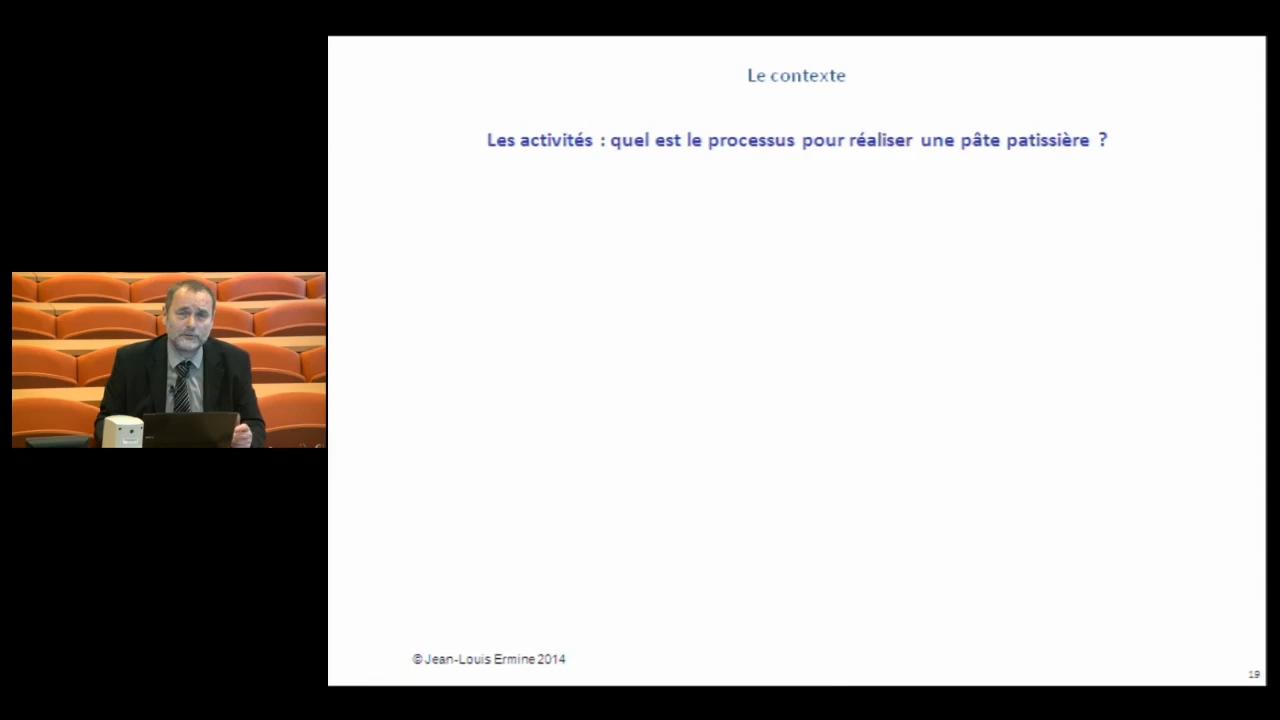 Le contexte
Les activités : quel est le processus pour réaliser une pâte patissière ?
© Jean-Louis Ermine 2014
19